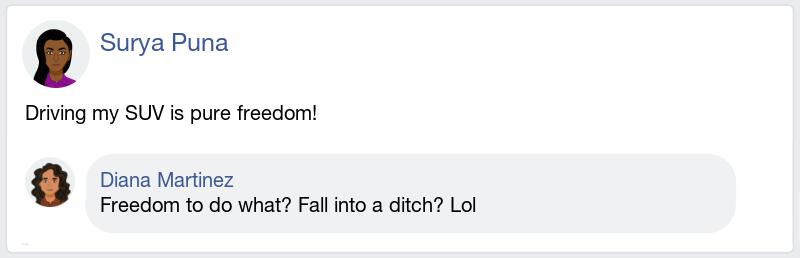 Surya Puna
Driving my SUV is pure freedom!
Diana Martinez
Freedom to do what? Fall into a ditch? Lol